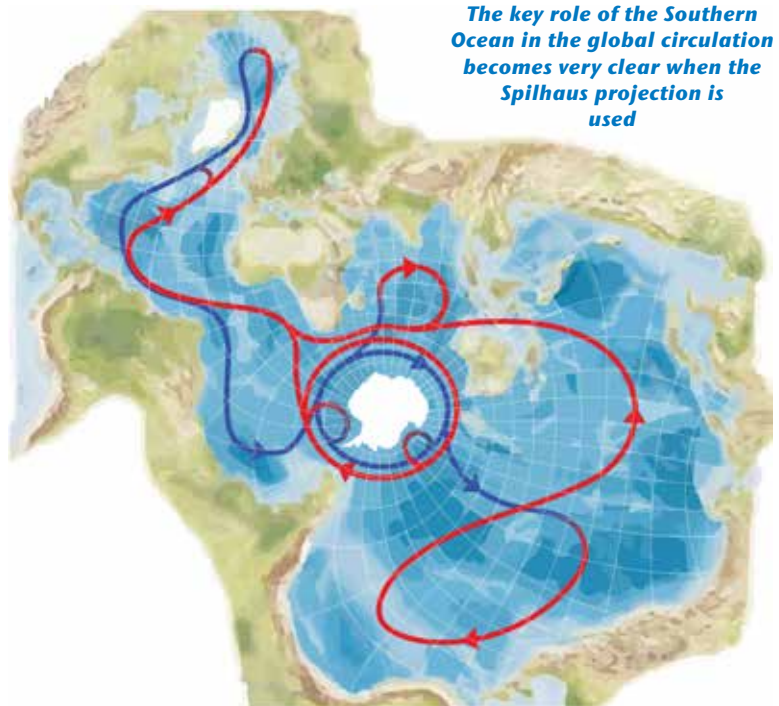 The key role of the Southern
Ocean in the global circulation
becomes very clear when the
Spilhaus projection is
used